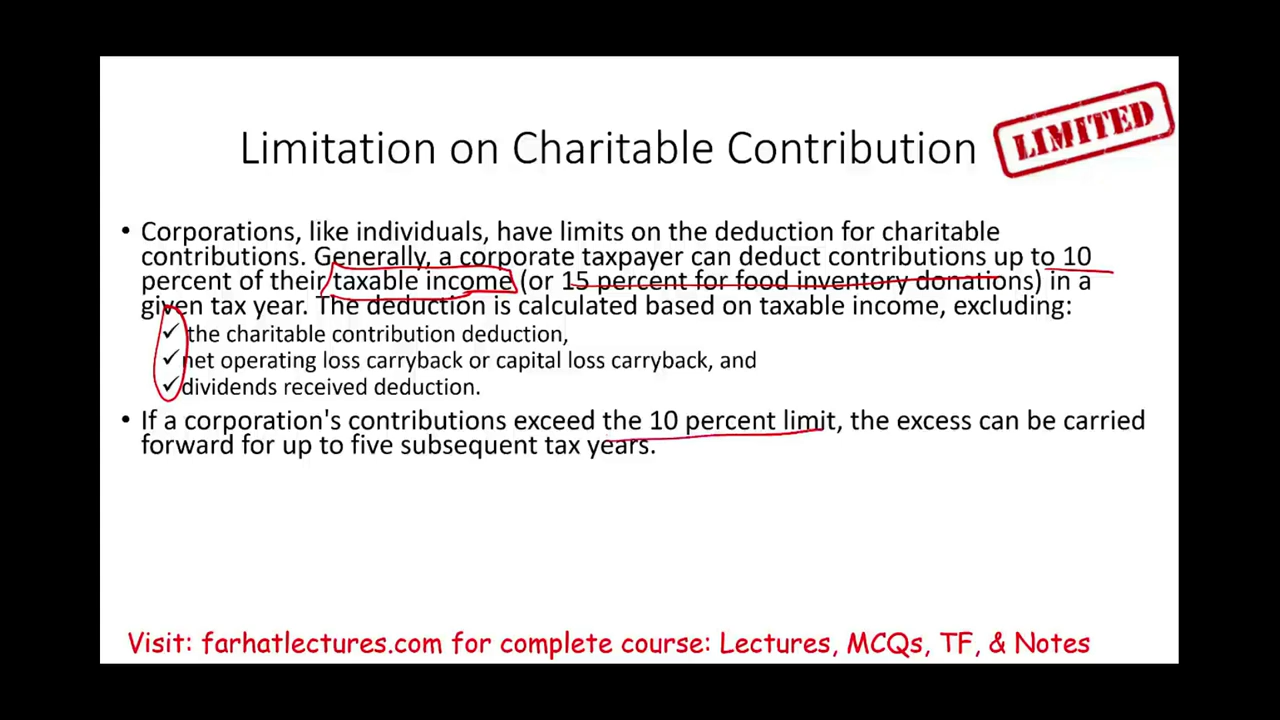 LIMITED
Limitation on Charitable Contribution
• Corporations, like individuals, have limits on the deduction for charitable
contributions. Generally, a corporate taxpayer can deduct contributions up to 10
percent of their taxable income (or 15 percent for food inventory donations) in a
given tax year. The deduction is calculated based on taxable income, excluding:
✓ the charitable contribution deduction,
✓ net operating loss carryback or capital loss carryback, and
✓ dividends received deduction.
• If a corporation's contributions exceed the 10 percent limit, the excess can be carried
forward for up to five subsequent tax years.
Visit: farhatlectures.com for complete course: Lectures, MCQs, TF, & Notes